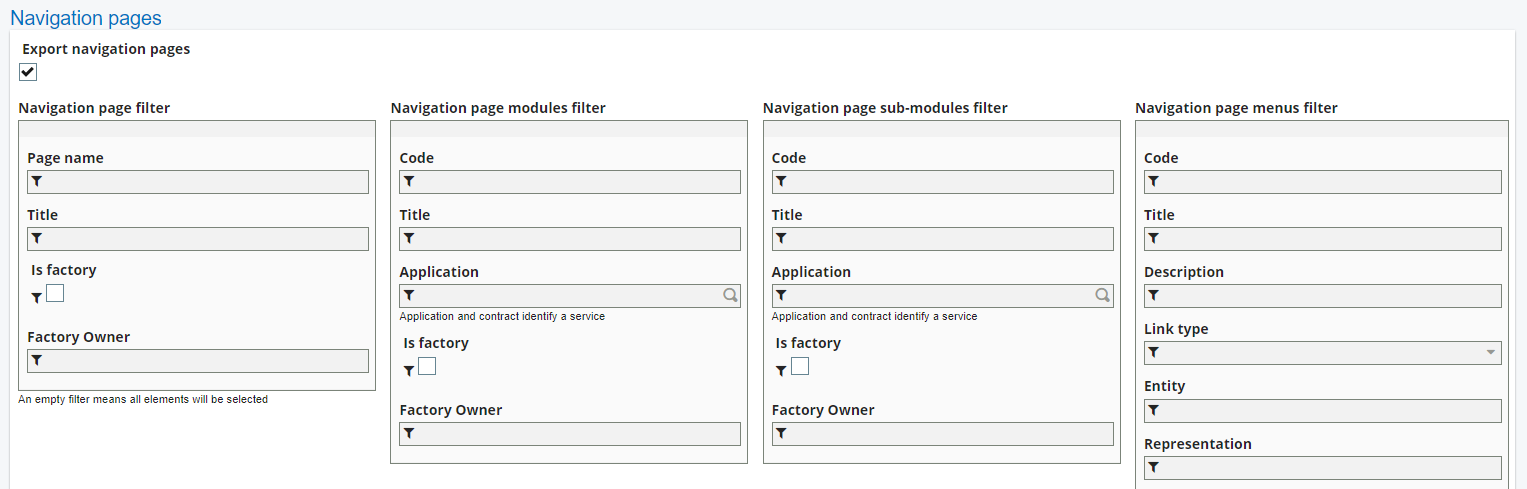 Navigation pages
Export navigation pages
Navigation page filter
Page name
Title
Is factory
Factory Owner
An empty filter means all elements will be selected
Navigation page modules filter
Code
Title
Application
Application and contract identify a service
Is factory
Factory Owner
Navigation page sub-modules filter
Code
Title
Application
Application and contract identify a service
Is factory
Factory Owner
Navigation page menus filter
Code
Title
Description
Link type
Entity
Representation